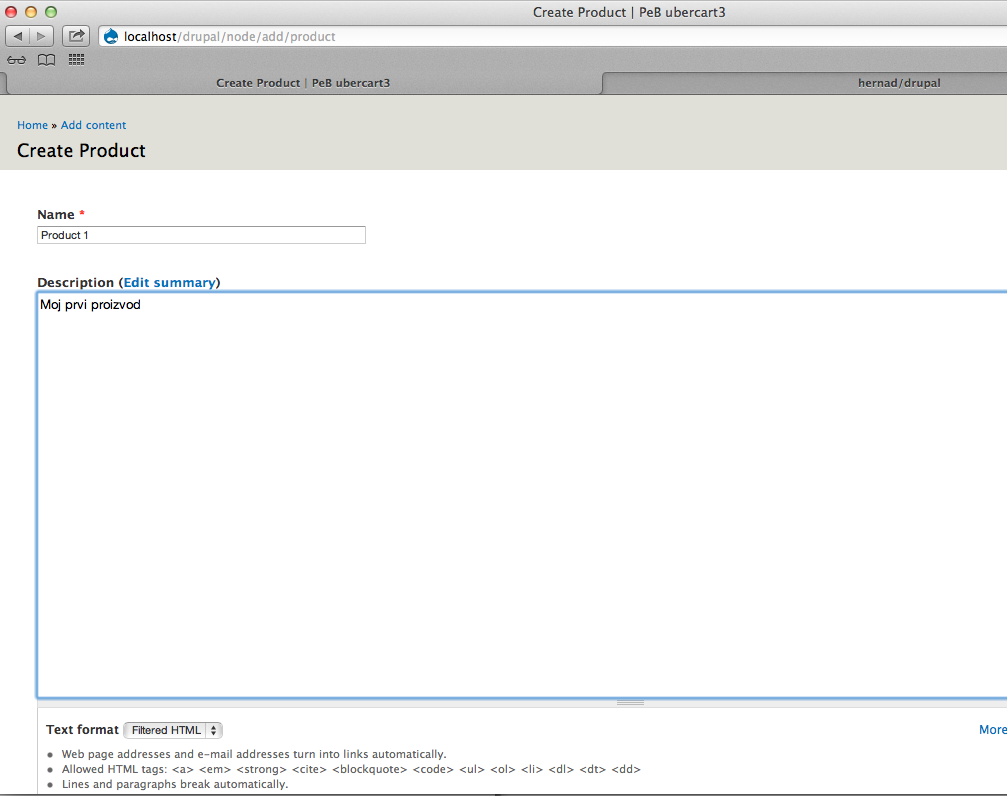 Create Product | PeB ubercart3
localhost/drupal/node/add/product
Create Product | PeB ubercart3
hernad/drupal
Home » Add content
Create Product
Name *
Product 1
Description (Edit summary)
Moj prvi proizvod
Text format Filtered HTML
More
Web page addresses and e-mail addresses turn into links automatically.
Allowed HTML tags: <a> <em> <strong> <cite> <blockquote> <code> <ul> <ol> <li> <dl> <dt> <dd>
Lines and paragraphs break automatically.